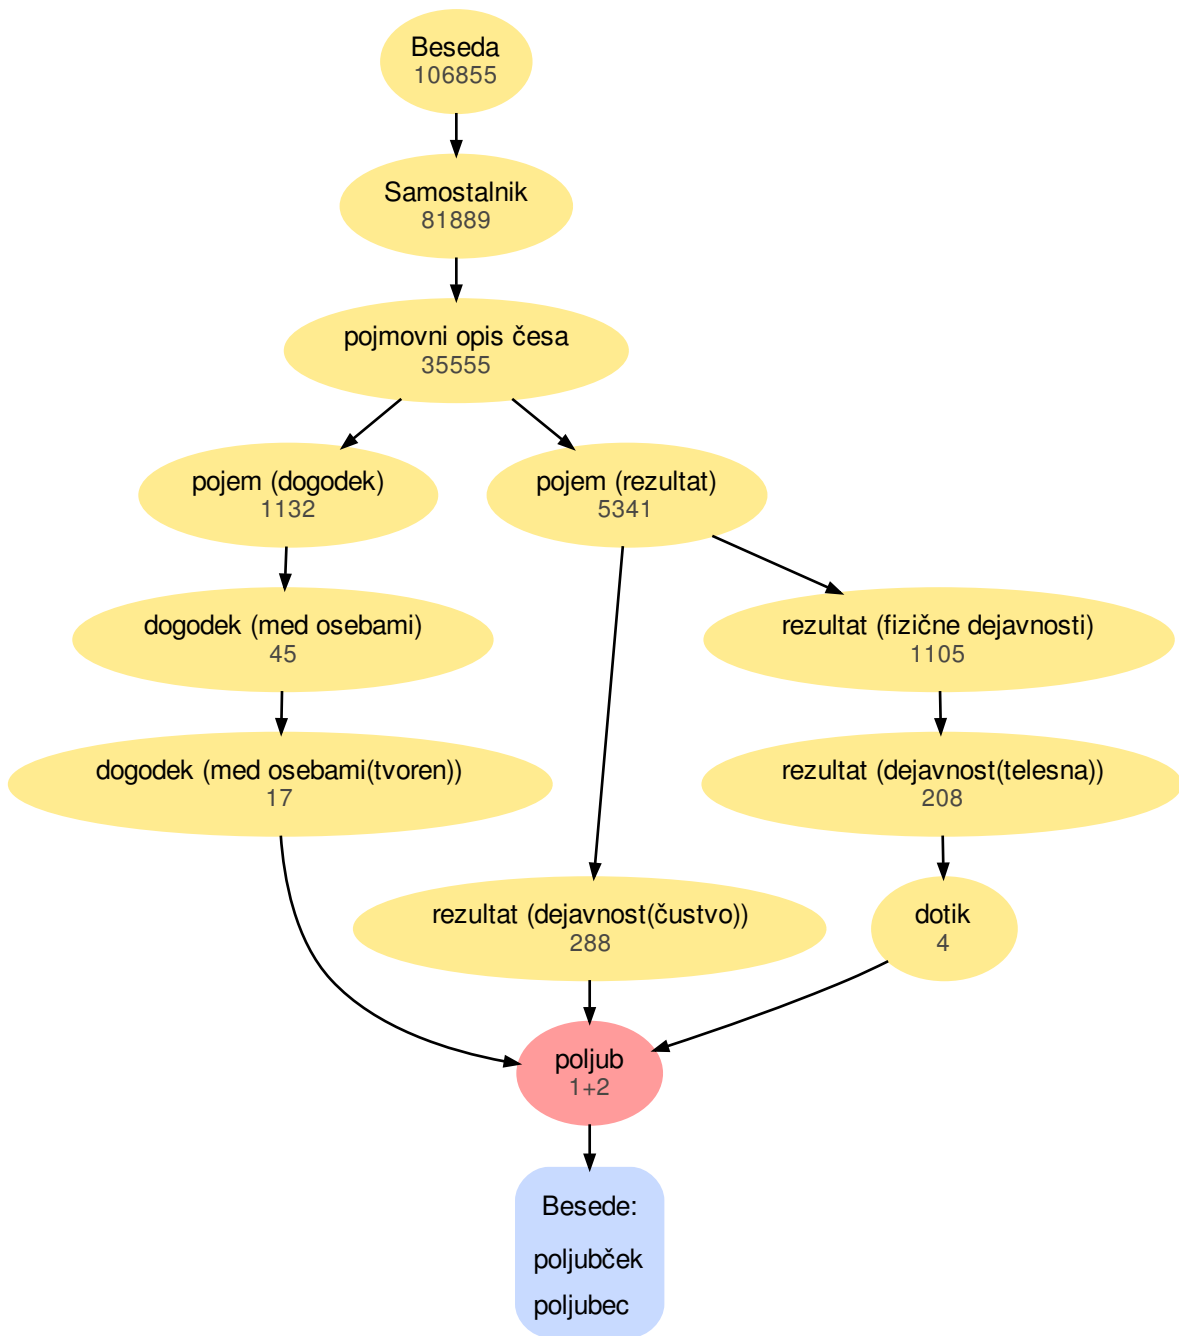 Beseda
106855
Samostalnik
81889
pojmovni opis česa
35555
pojem (dogodek)
1132
pojem (rezultat)
5341
dogodek (med osebami)
45
rezultat (fizične dejavnosti)
1105
dogodek (med osebami(tvoren))
17
rezultat (dejavnost(telesna))
208
rezultat (dejavnost(čustvo))
288
dotik
4
poljub
1+2
Besede:
poljubček
poljubec